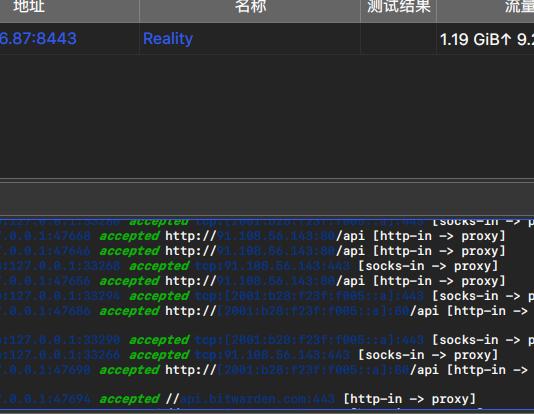 地址 名称 测试结果 流量
6.87:8443 Reality 1.19 GiB↑ 9.2
:127.0.0.1:33280 accepted tcp:[2001:b28:f23f:f005::a]:443 [socks-in -> proxy]
7.0.0.1:47668 accepted http://91.108.56.143:80/api [http-in -> proxy]
7.0.0.1:47646 accepted http://91.108.56.143:80/api [http-in -> proxy]
:127.0.0.1:33268 accepted tcp:91.108.56.143:443 [socks-in -> proxy]
7.0.0.1:47656 accepted http://91.108.56.143:80/api [http-in -> proxy]
:127.0.0.1:33294 accepted tcp:[2001:b28:f23f:f005::a]:443 [socks-in -> proxy]
7.0.0.1:47686 accepted http://[2001:b28:f23f:f005::a]:80/api [http-in ->
:127.0.0.1:33290 accepted tcp:[2001:b28:f23f:f005::a]:443 [socks-in -> proxy]
:127.0.0.1:33266 accepted tcp:91.108.56.143:443 [socks-in -> proxy]
7.0.0.1:47690 accepted http://[2001:b28:f23f:f005::a]:80/api [http-in ->
7.0.0.1:47694 accepted //api.bitwarden.com:443 [http-in -> proxy]